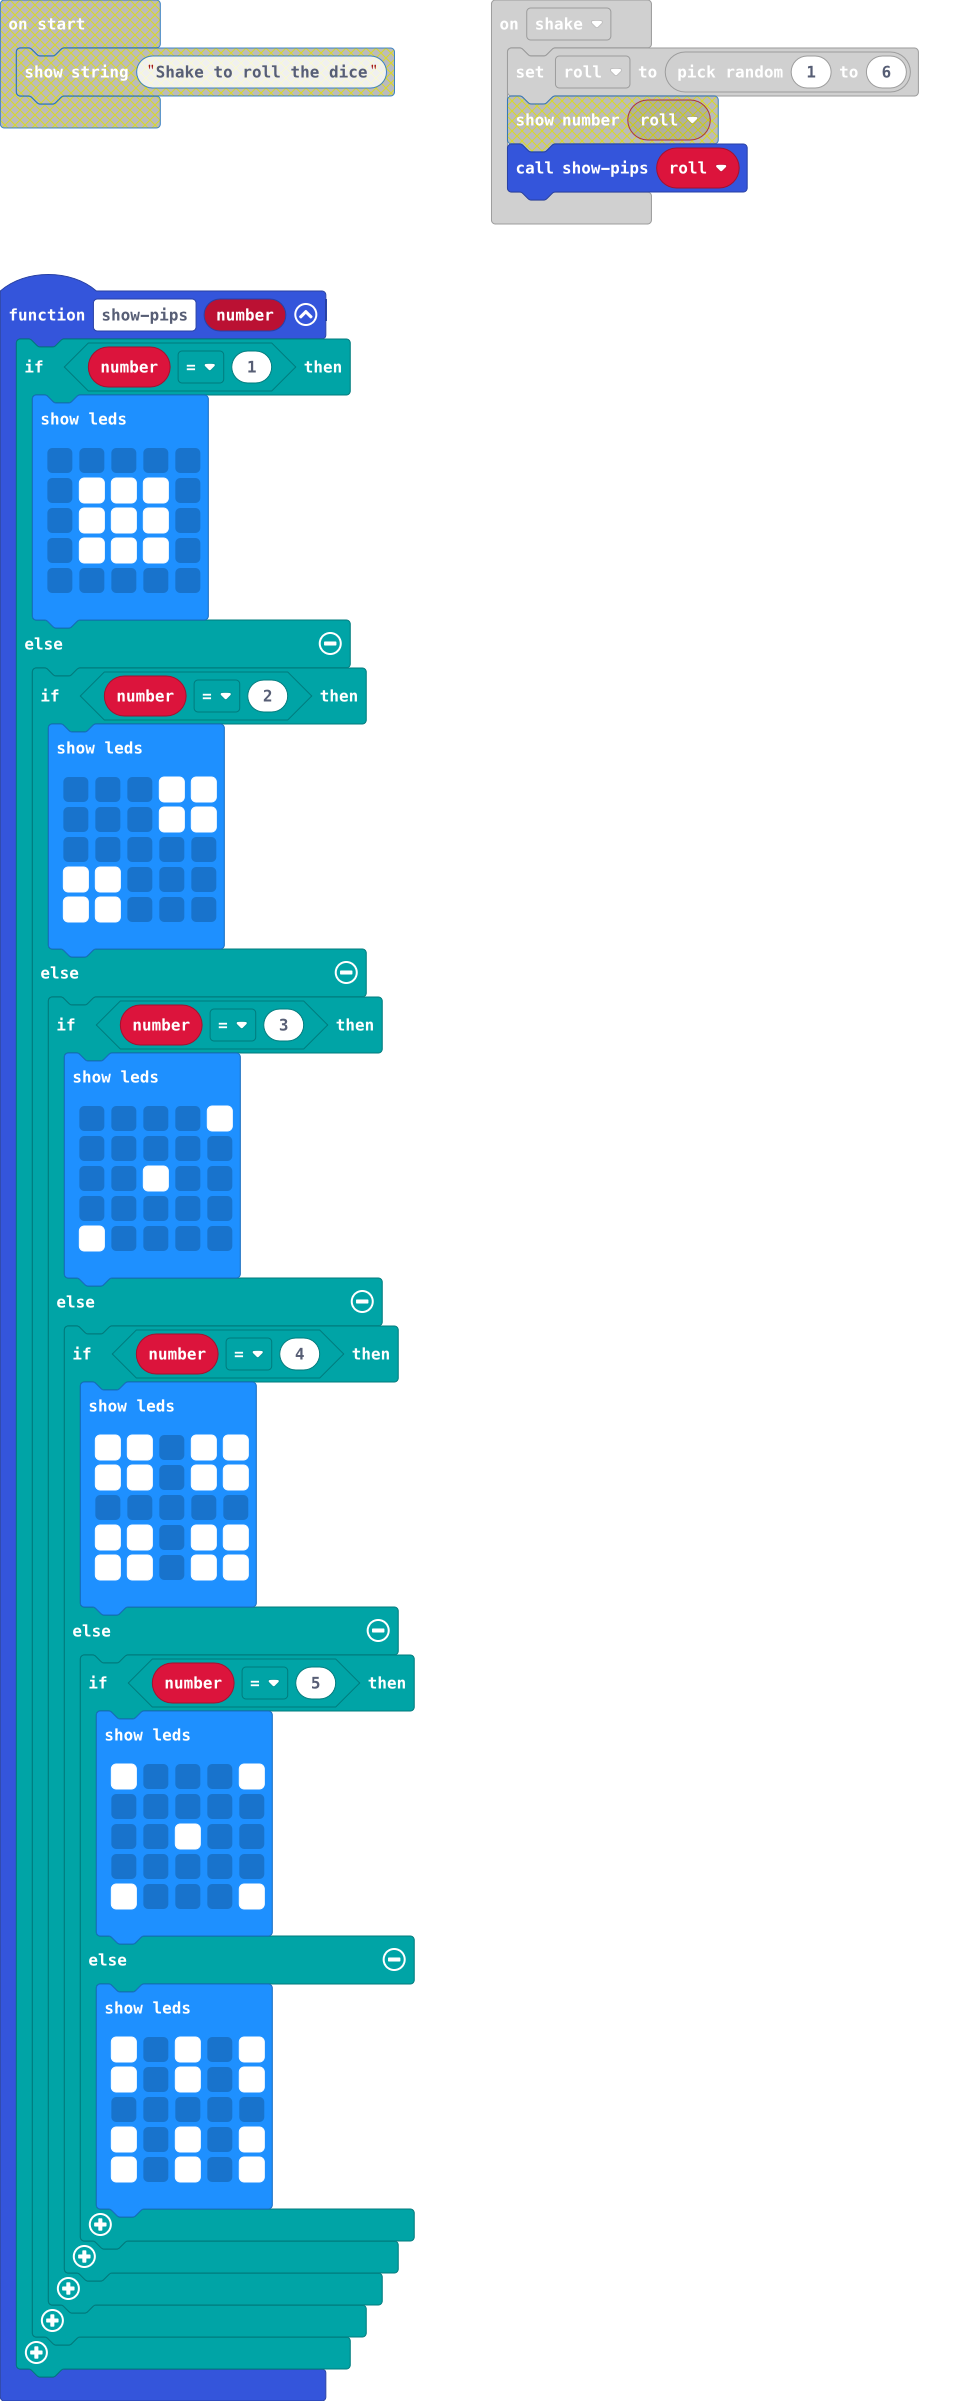 on start
show string "Shake to roll the dice"
on shake
set roll to pick random 1 to 6
show number roll
call show-pips roll
function show-pips number
if number = 1 then
show leds
else
if number = 2 then
show leds
else
if number = 3 then
show leds
else
if number = 4 then
show leds
else
if number = 5 then
show leds
else
show leds